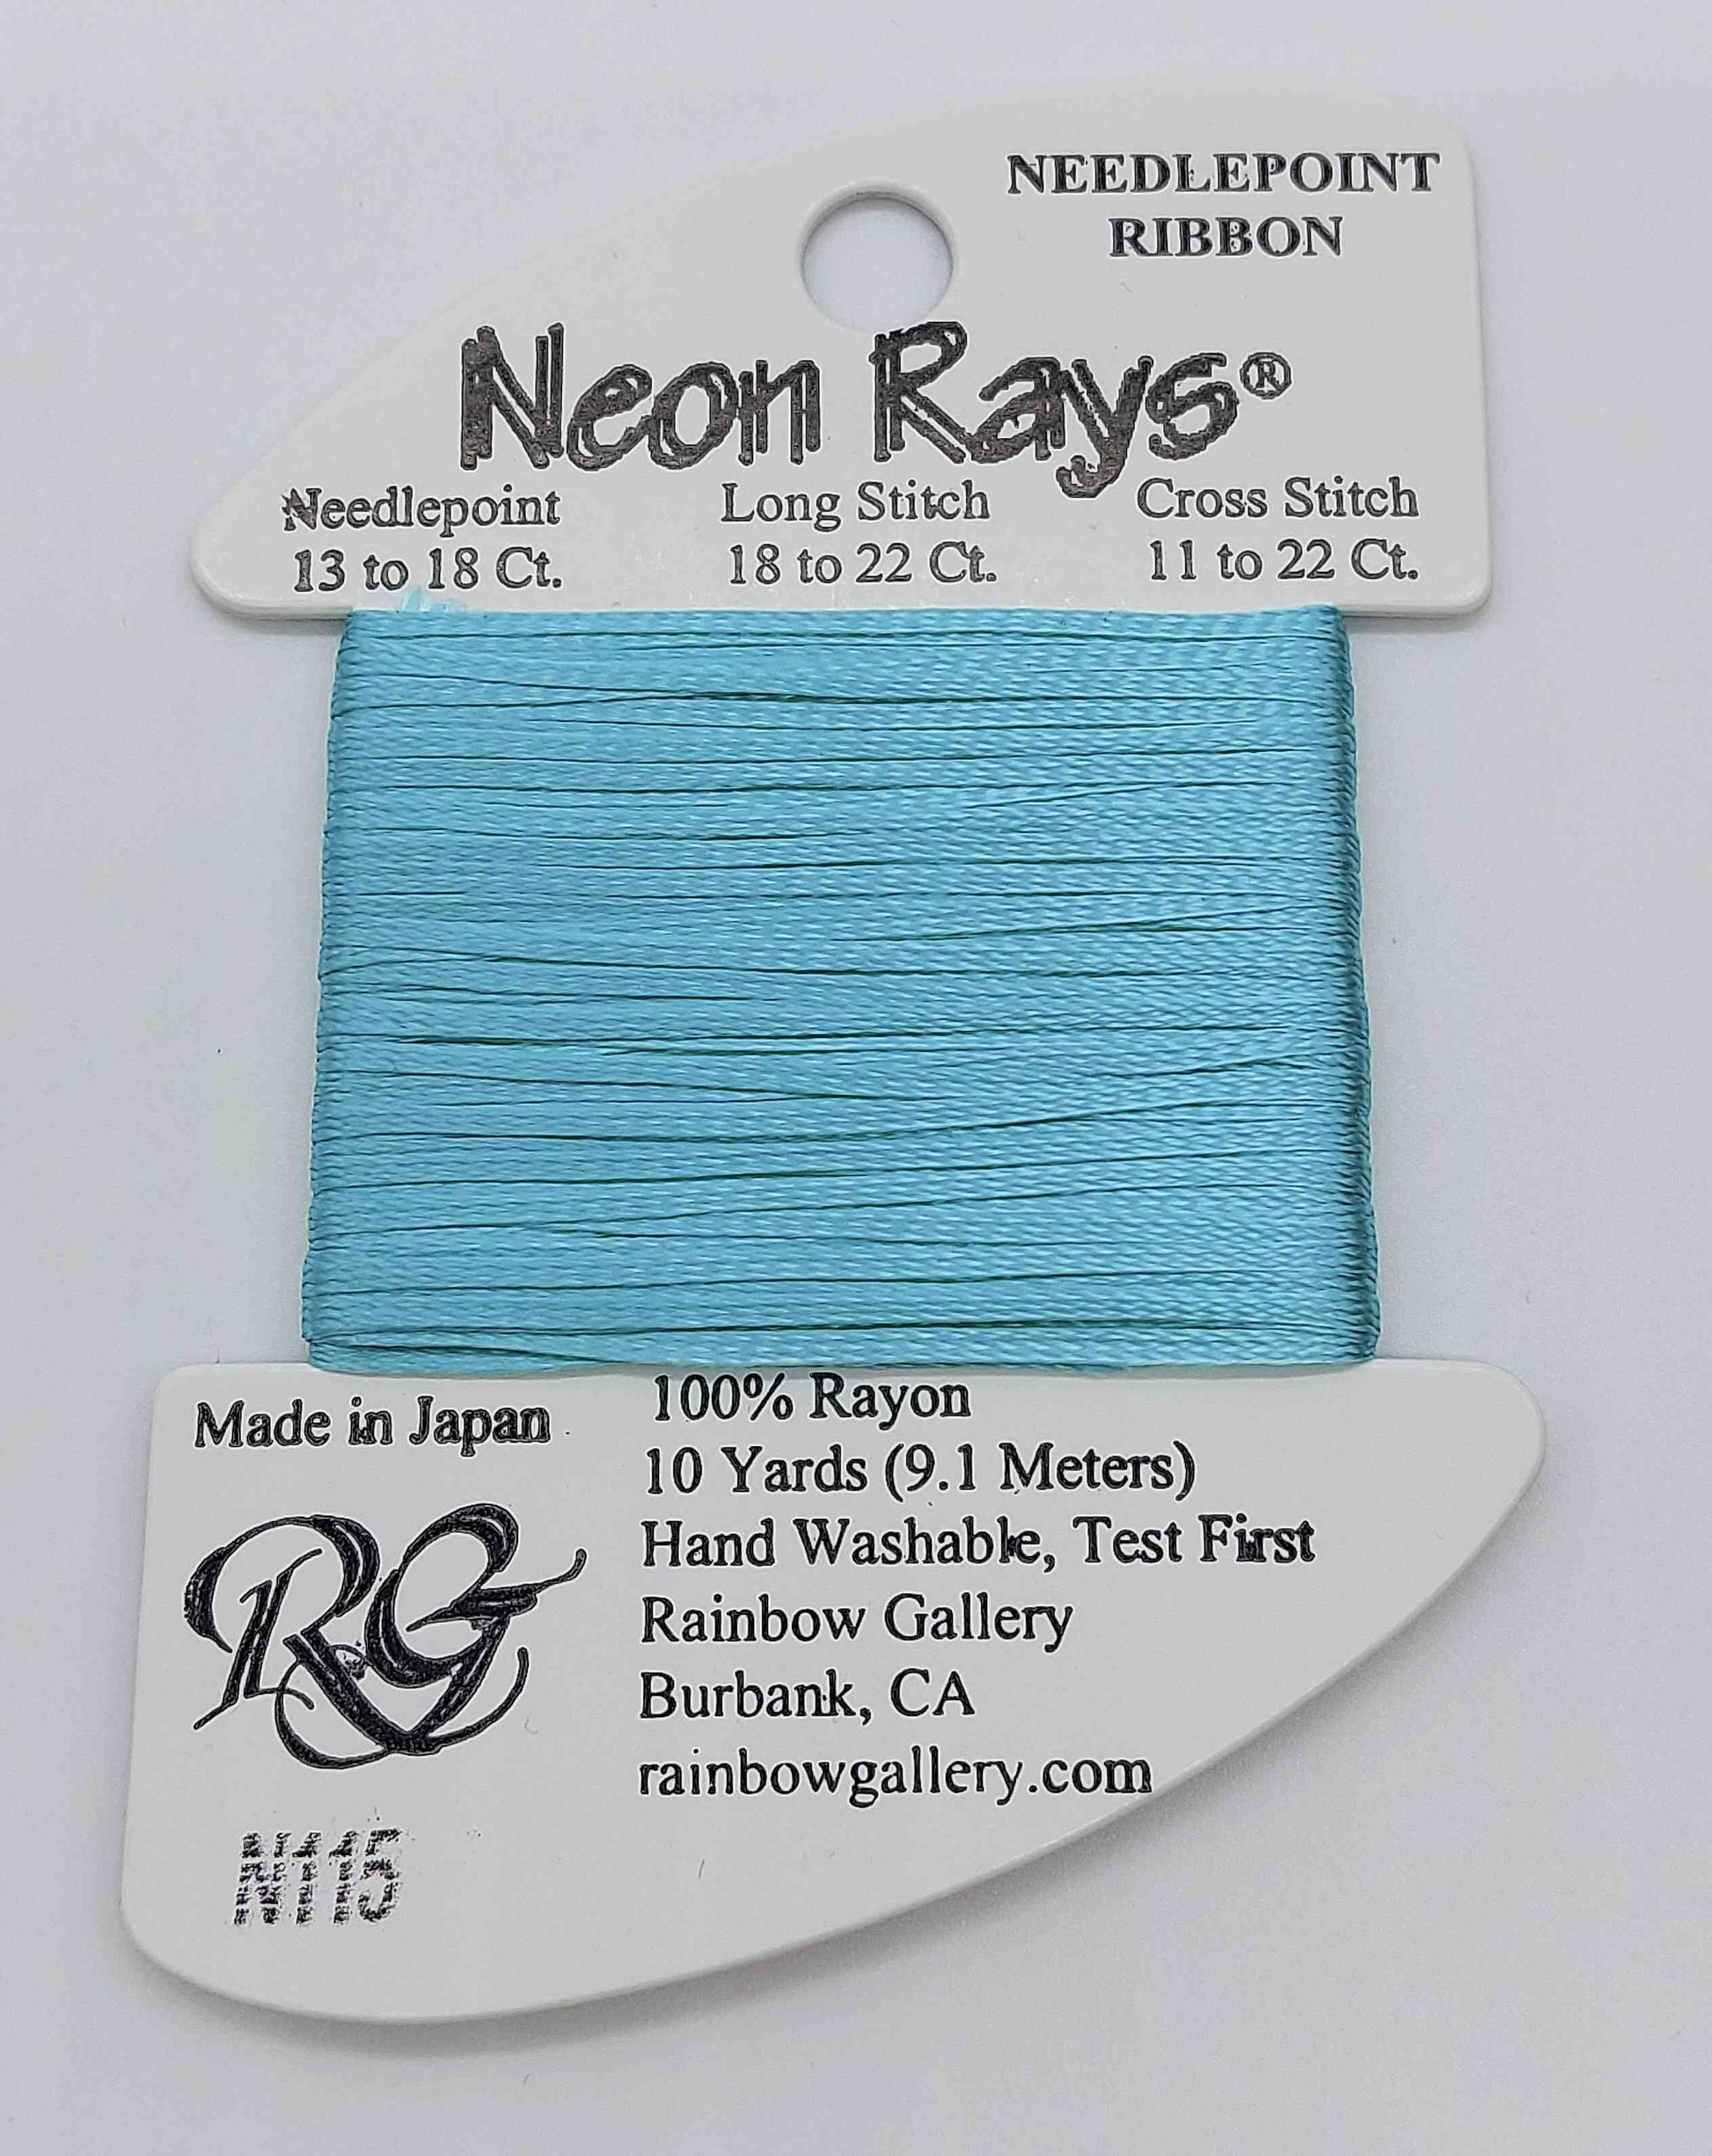 NEEDLEPOINT
RIBBON
Neon Rays®
Needlepoint
13 to 18 Ct.
Long Stitch
18 to 22 Ct.
Cross Stitch
11 to 22 Ct.
Made in Japan
RG
100% Rayon
10 Yards (9.1 Meters)
Hand Washable, Test First
Rainbow Gallery
Burbank, CA
rainbowgallery.com
N115